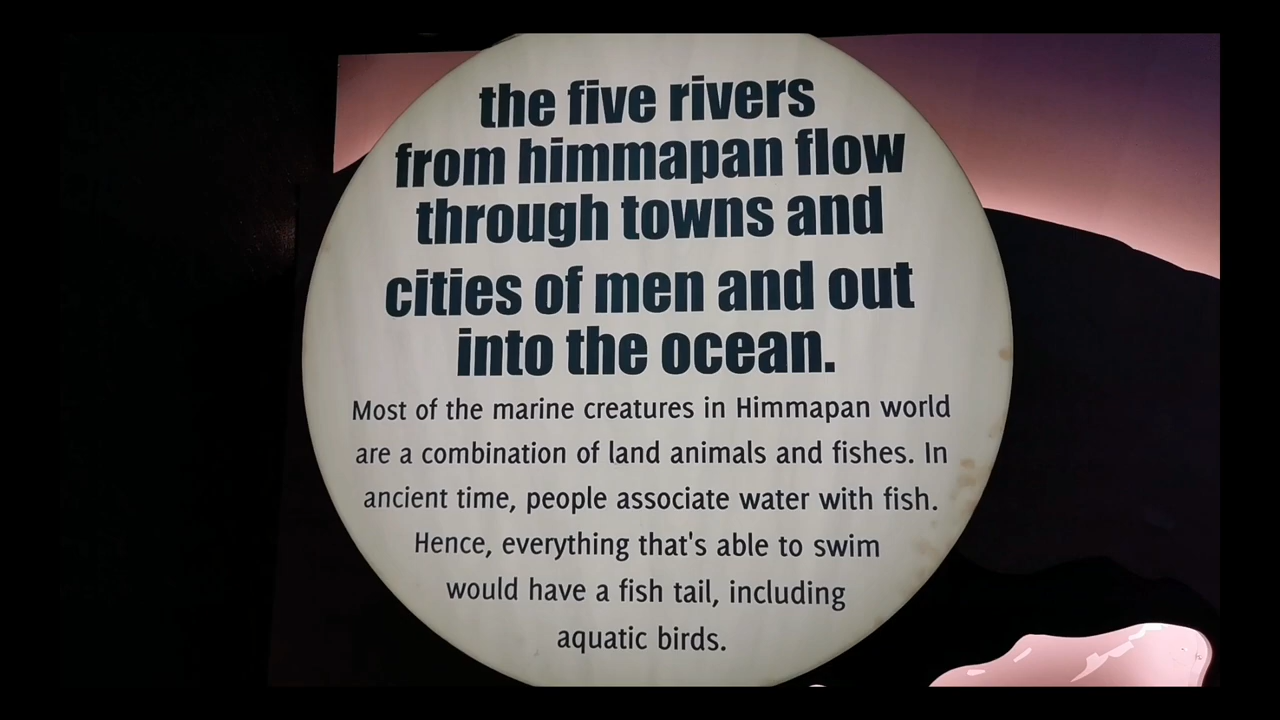 the five rivers
from himmapan flow
through towns and
cities of men and out
into the ocean.
Most of the marine creatures in Himmapan world
are a combination of land animals and fishes. In
ancient time, people associate water with fish.
Hence, everything that's able to swim
would have a fish tail, including
aquatic birds.